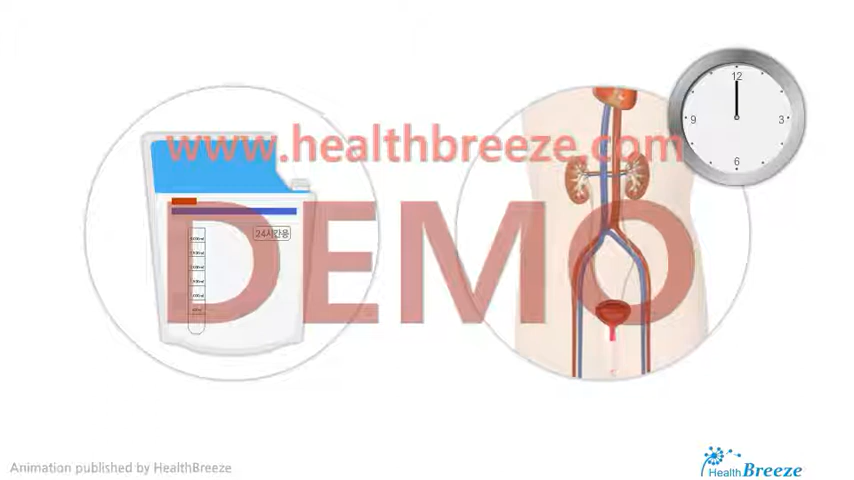 www.healthbreeze.com
DEMO
24시간용
12
9
3
6
Animation published by HealthBreeze
Health Breeze